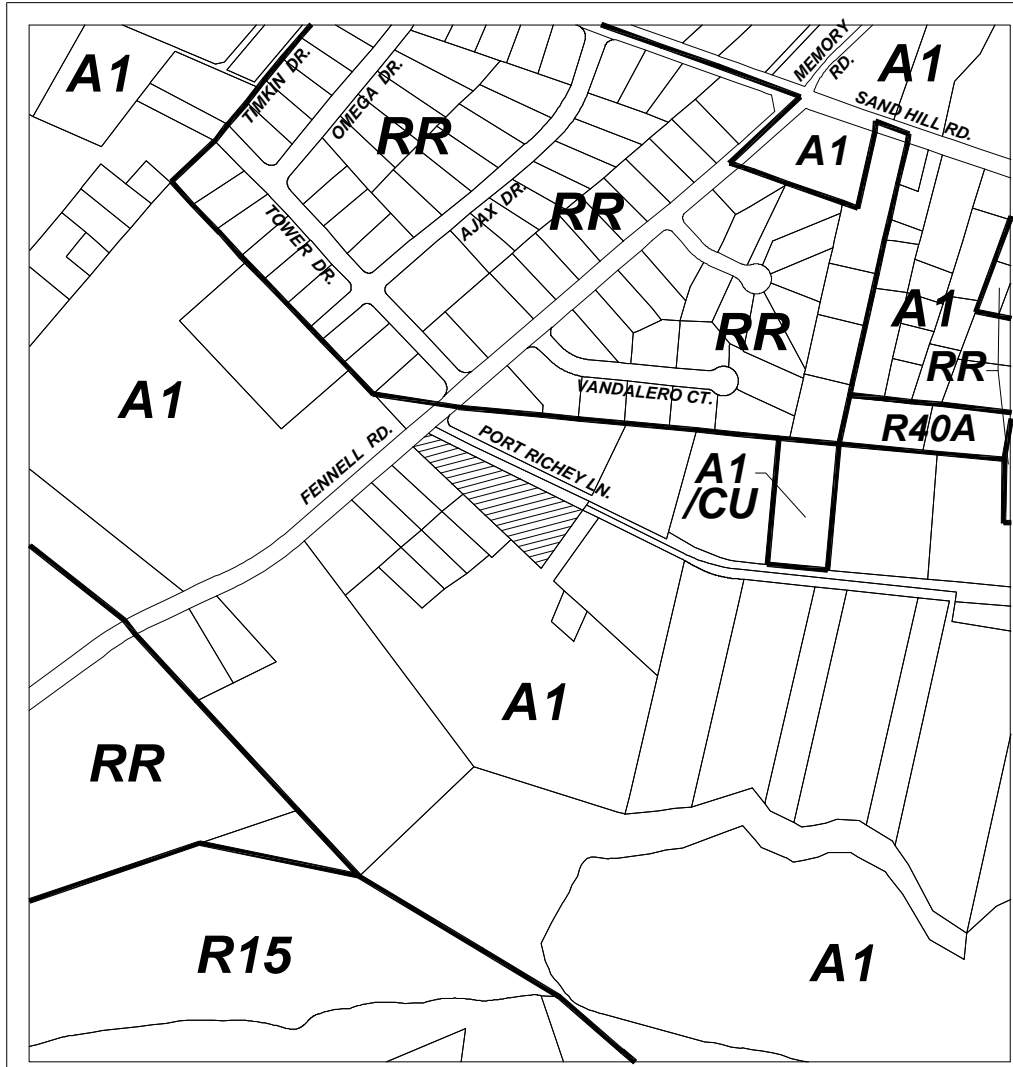 MEMORY
RD.
A1
A1
SAND HILL RD.
TIMKIN DR.
OMEGA DR.
RR
A1
RR
AJAX DR.
TOWER DR.
A1
RR
RR
A1
VANDALERO CT.
R40A
PORT RICHEY LN.
FENNELL RD.
A1
/CU
A1
RR
R15
A1